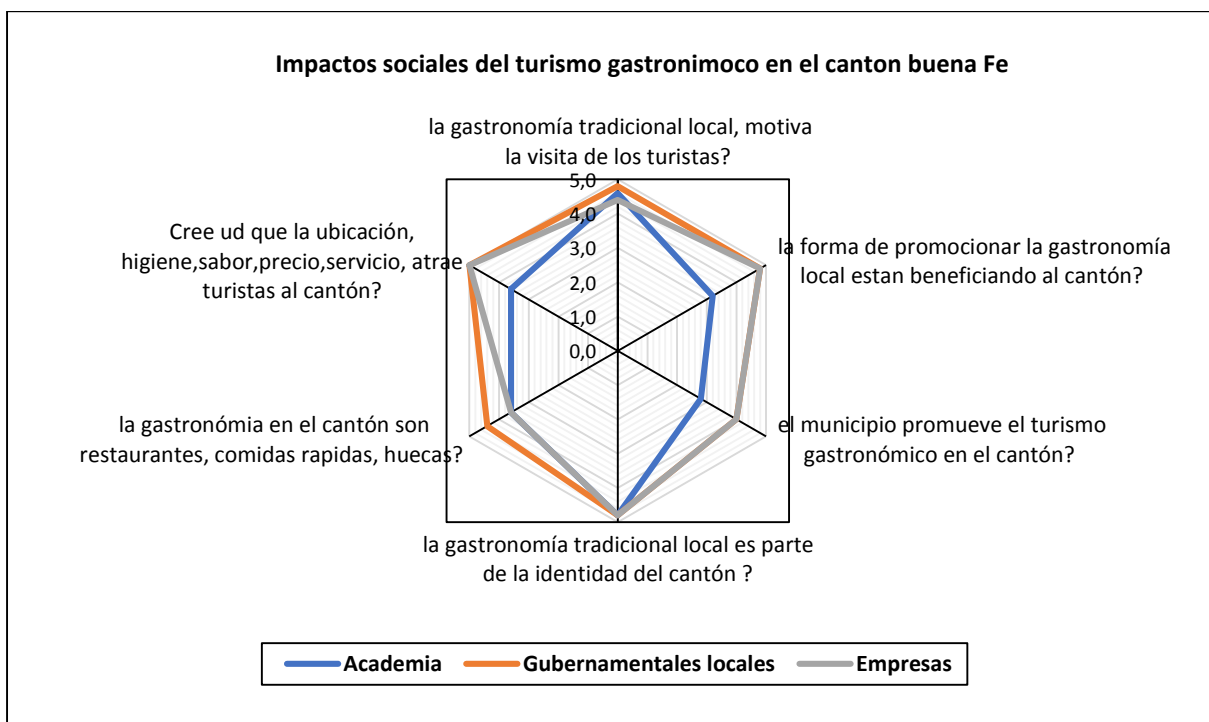 Impactos sociales del turismo gastronimoco en el canton buena Fe
la gastronomía tradicional local, motiva
la visita de los turistas?
5,0
4,0
3,0
2,0
1,0
0,0
la forma de promocionar la gastronomía
local estan beneficiando al cantón?
el municipio promueve el turismo
gastronómico en el cantón?
la gastronomía tradicional local es parte
de la identidad del cantón ?
la gastronómia en el cantón son
restaurantes, comidas rapidas, huecas?
Cree ud que la ubicación,
higiene,sabor,precio,servicio, atrae
turistas al cantón?
Academia
Gubernamentales locales
Empresas